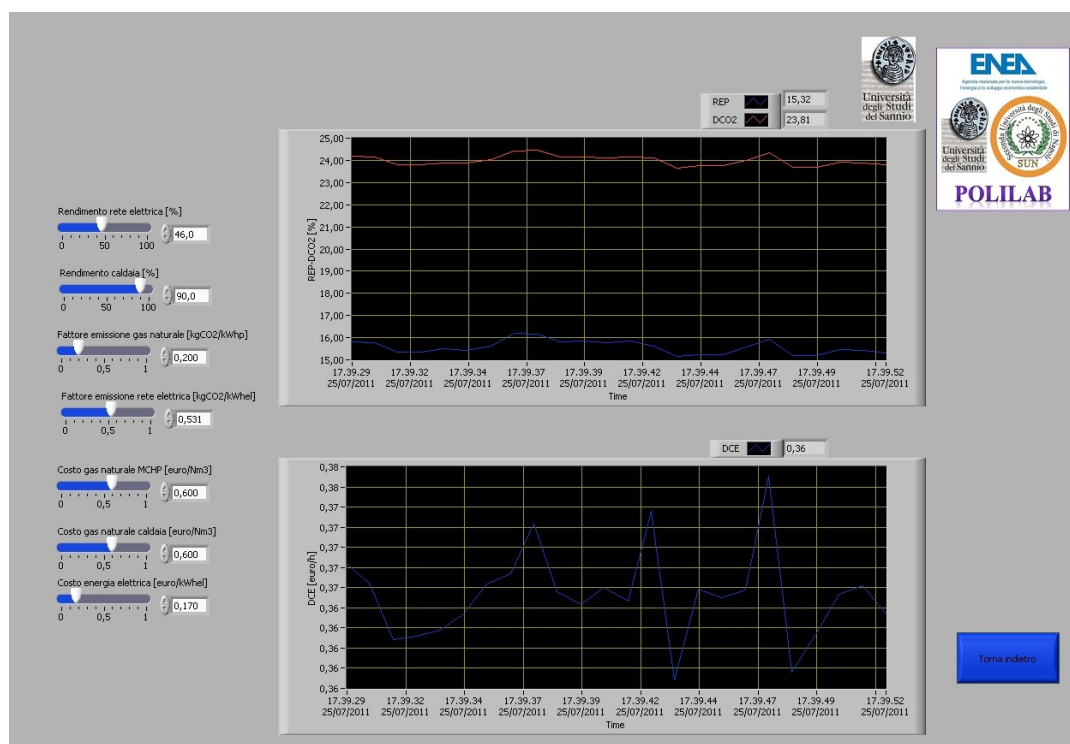 Università
degli Studi
del Sannio
ENEA
Agenzia nazionale per le nuove tecnologie,
l'energia e lo sviluppo economico sostenibile
Università
degli Studi
del Sannio
Seconda Università degli Studi di Napoli
SUN
POLILAB
Rendimento rete elettrica [%]
0 50 100
46,0
Rendimento caldaia [%]
0 50 100
90,0
Fattore emissione gas naturale [kgCO2/kWhp]
0 0,5 1
0,200
Fattore emissione rete elettrica [kgCO2/kWhel]
0 0,5 1
0,531
Costo gas naturale MCHP [euro/Nm3]
0 0,5 1
0,600
Costo gas naturale caldaia [euro/Nm3]
0 0,5 1
0,600
Costo energia elettrica [euro/kWhel]
0 0,5 1
0,170
REP 15,32
DCO2 23,81
REP-DCO2 [%]
25,00
24,00
23,00
22,00
21,00
20,00
19,00
18,00
17,00
16,00
15,00
17.39.29 17.39.32 17.39.34 17.39.37 17.39.39 17.39.42 17.39.44 17.39.47 17.39.49 17.39.52
25/07/2011 25/07/2011 25/07/2011 25/07/2011 25/07/2011 25/07/2011 25/07/2011 25/07/2011 25/07/2011 25/07/2011
Time
DCE 0,36
DCE [euro/h]
0,38
0,38
0,37
0,37
0,37
0,37
0,37
0,36
0,36
0,36
0,36
0,36
17.39.29 17.39.32 17.39.34 17.39.37 17.39.39 17.39.42 17.39.44 17.39.47 17.39.49 17.39.52
25/07/2011 25/07/2011 25/07/2011 25/07/2011 25/07/2011 25/07/2011 25/07/2011 25/07/2011 25/07/2011 25/07/2011
Time
Torna indietro